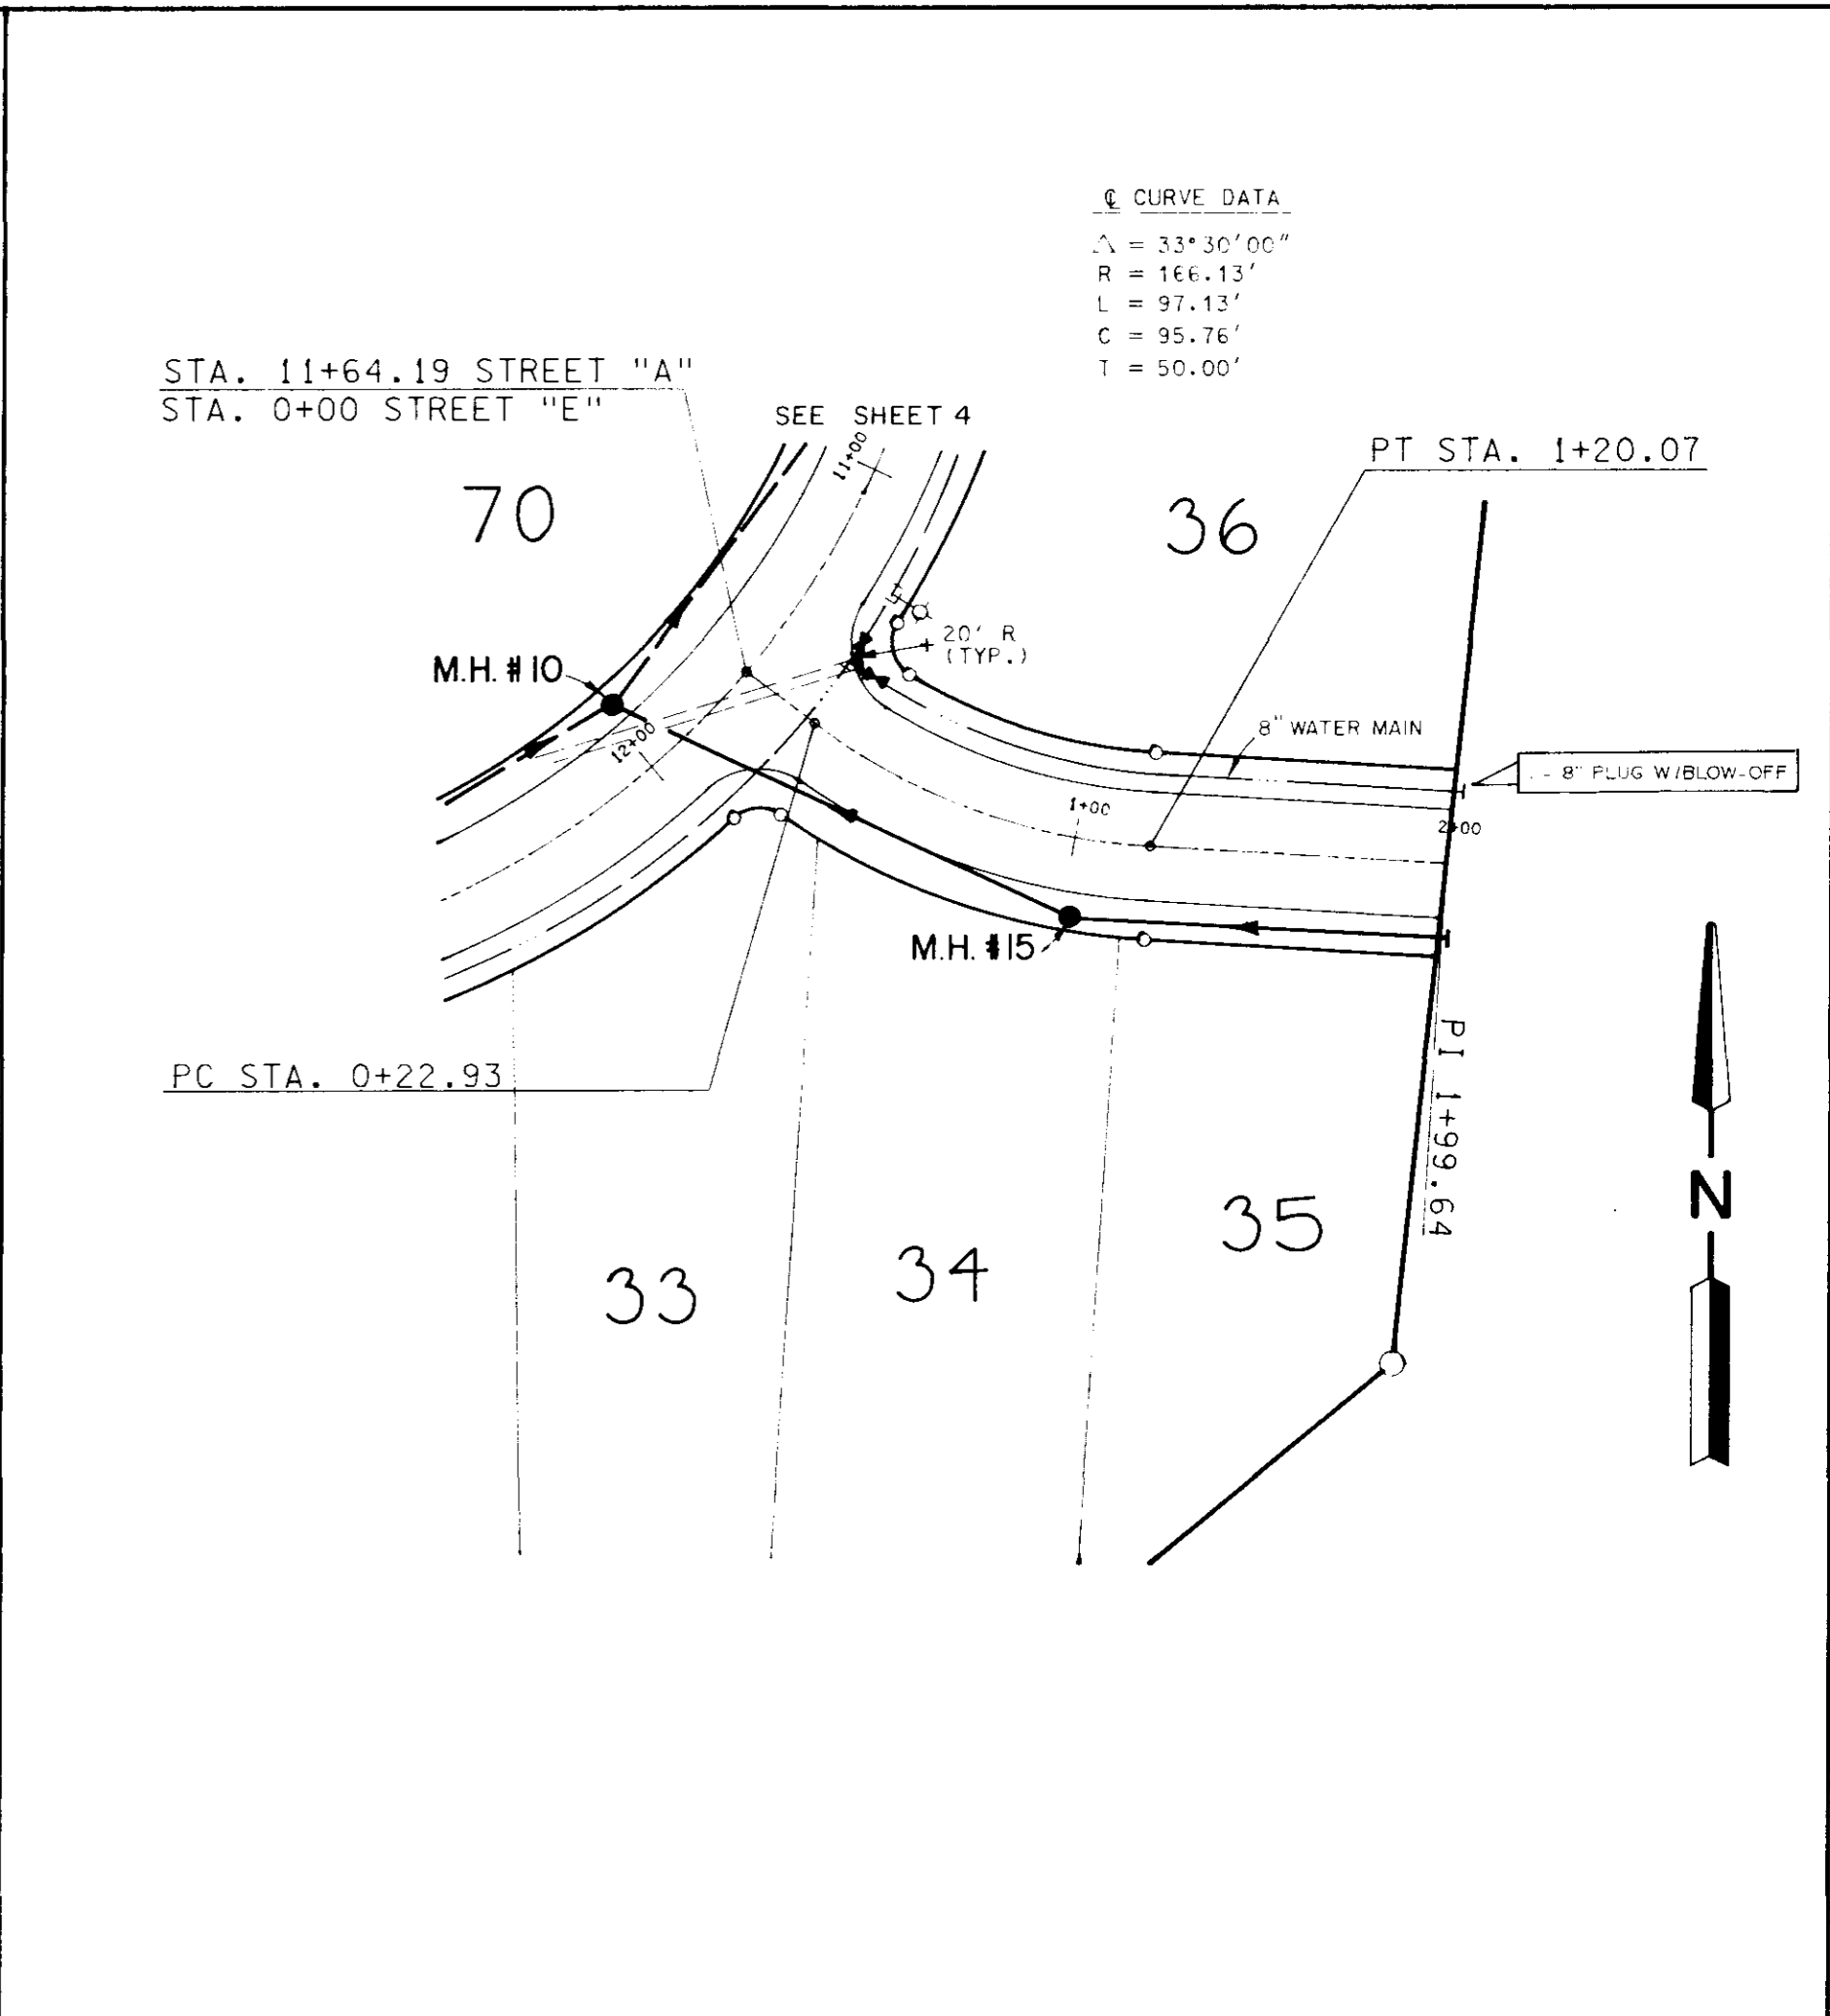 ℄ CURVE DATA
Δ = 33°30'00"
R = 166.13'
L = 97.13'
C = 95.76'
T = 50.00'
STA. 11+64.19 STREET "A"
STA. 0+00 STREET "E"
SEE SHEET 4
11+00
PT STA. 1+20.07
70
36
20' R
(TYP.)
M.H. #10
12+00
8" WATER MAIN
8" PLUG W/BLOW-OFF
1+00
2+00
M.H. #15
PC STA. 0+22.93
PI 1+99.64
N
35
34
33